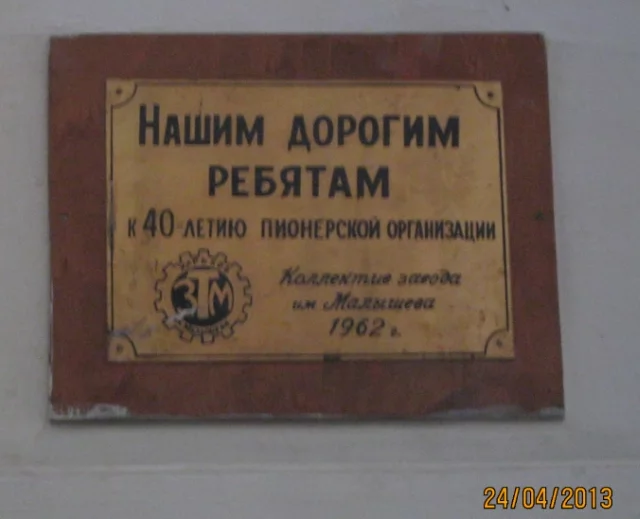 НАШИМ ДОРОГИМ
РЕБЯТАМ
К 40-ЛЕТИЮ ПИОНЕРСКОЙ ОРГАНИЗАЦИИ
ЗТМ
Коллектив завода
им Малышева
1962 г.
24/04/2013